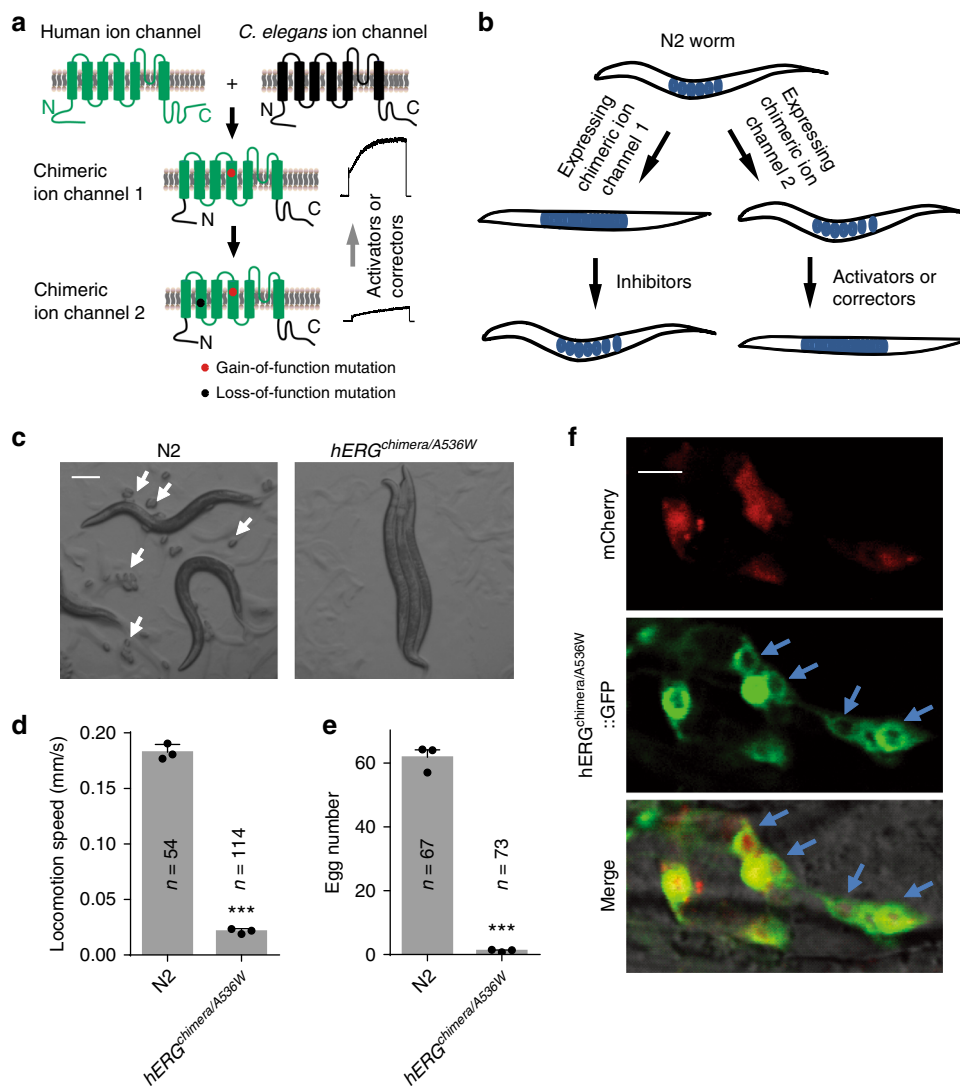 a
Human ion channel
C. elegans ion channel
N
C
+
N
C
Chimeric
ion channel 1
N
C
Activators or
correctors
Chimeric
ion channel 2
N
C
Gain-of-function mutation
Loss-of-function mutation
b
N2 worm
Expressing
chimeric ion
channel 1
Expressing
chimeric ion
channel 2
Inhibitors
Activators or
correctors
c
N2
hERGchimera/A536W
d
Locomotion speed (mm/s)
0.20
0.15
0.10
0.05
0.00
n = 54
n = 114
***
N2
hERGchimera/A536W
e
Egg number
60
40
20
0
n = 67
n = 73
***
N2
hERGchimera/A536W
f
mCherry
hERGchimera/A536W
::GFP
Merge